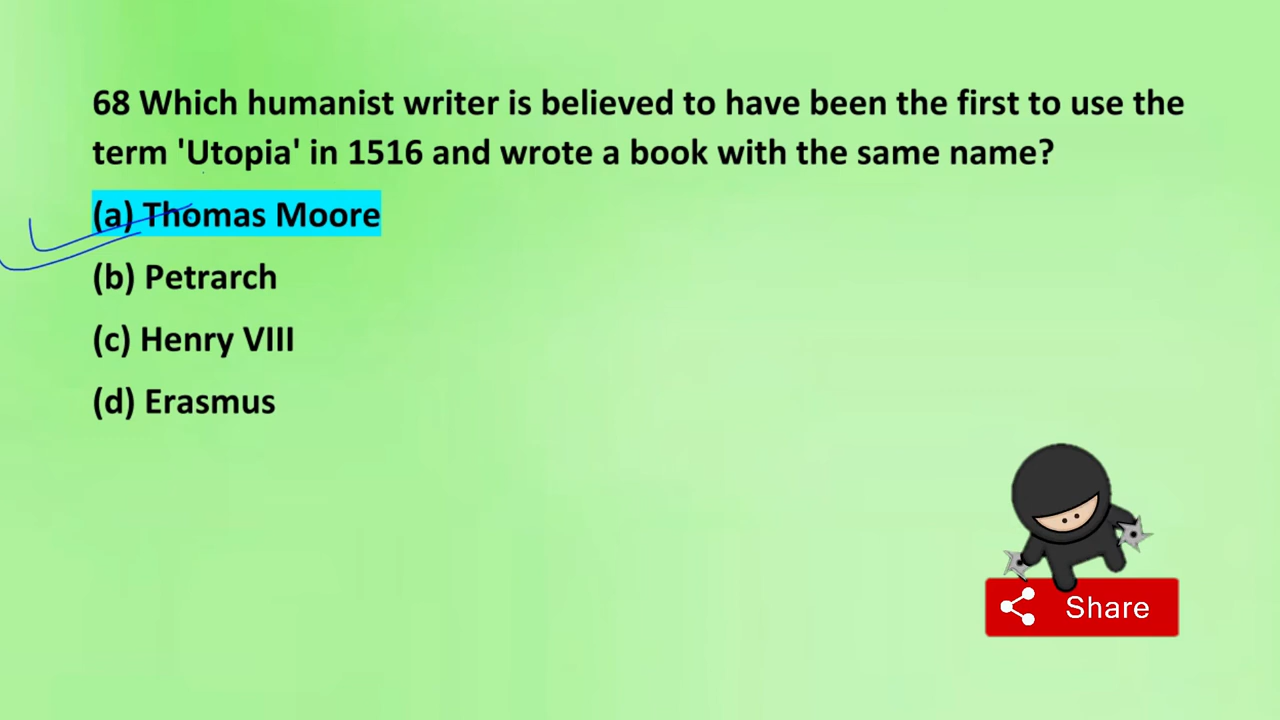 68 Which humanist writer is believed to have been the first to use the
term 'Utopia' in 1516 and wrote a book with the same name?
(a) Thomas Moore
(b) Petrarch
(c) Henry VIII
(d) Erasmus
Share